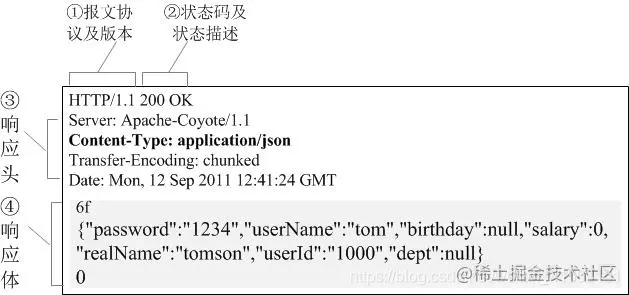 ①报文协
议及版本
②状态码及
状态描述
③
响
应
头
HTTP/1.1 200 OK
Server: Apache-Coyote/1.1
Content-Type: application/json
Transfer-Encoding: chunked
Date: Mon, 12 Sep 2011 12:41:24 GMT
④
响
应
体
6f
{"password":"1234","userName":"tom","birthday":null,"salary":0,
"realName":"tomson","userId":"1000","dept":null}
0
https://blog.csd
@稀土掘金技术社区